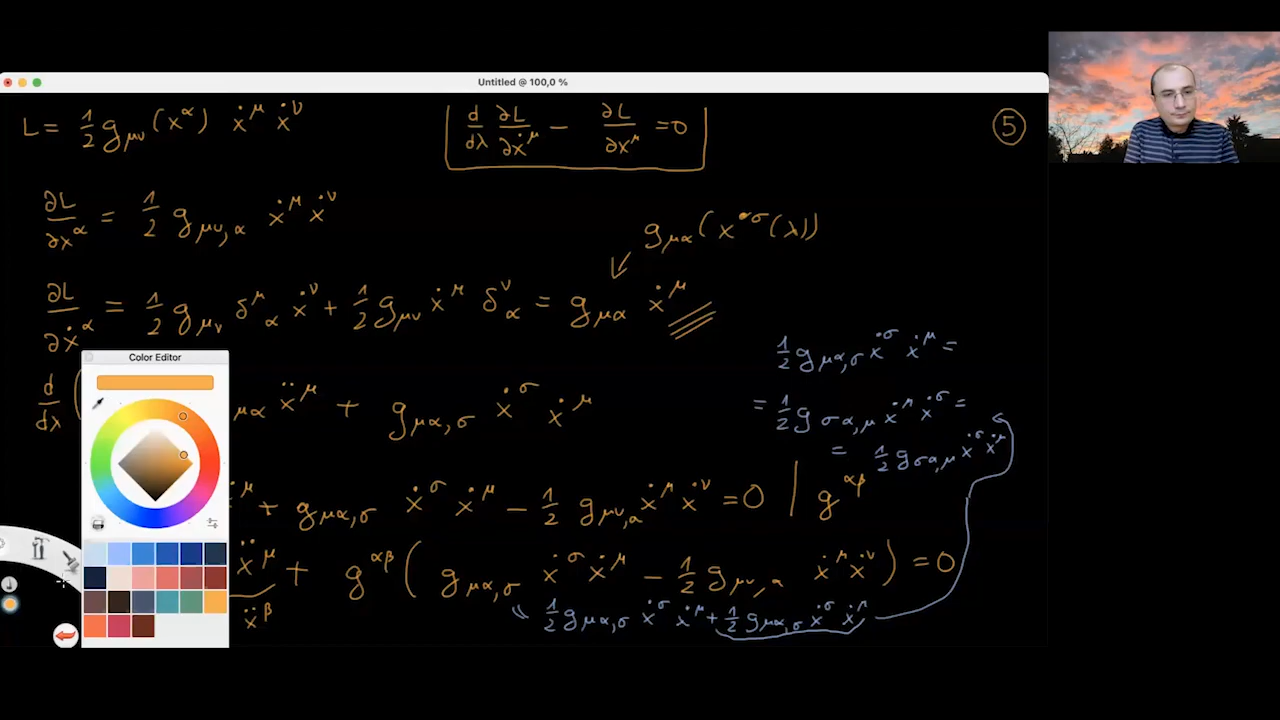 Untitled @ 100,0 %
L = 1/2 g_μν (x^α) ẋ^μ ẋ^ν
d/dλ ∂L/∂ẋ^μ − ∂L/∂x^μ = 0
5
∂L/∂x^α = 1/2 g_μν,α ẋ^μ ẋ^ν
g_μα (x^σ(λ))
∂L/∂ẋ^α = 1/2 g_μν δ^μ_α ẋ^ν + 1/2 g_μν ẋ^μ δ^ν_α = g_μα ẋ^μ
Color Editor
1/2 g_μα,σ ẋ^σ ẋ^μ =
d/dλ ( μα ẍ^μ + g_μα,σ ẋ^σ ẋ^μ
= 1/2 g_σα,μ ẋ^μ ẋ^σ =
= 1/2 g_σα,μ ẋ^σ ẋ^μ
^μ + g_μα,σ ẋ^σ ẋ^μ − 1/2 g_μν,α ẋ^μ ẋ^ν = 0 | g^αβ
ẍ^μ + g^αβ ( g_μα,σ ẋ^σ ẋ^μ − 1/2 g_μν,α ẋ^μ ẋ^ν ) = 0
ẍ^β
1/2 g_μα,σ ẋ^σ ẋ^μ + 1/2 g_μα,σ ẋ^σ ẋ^μ